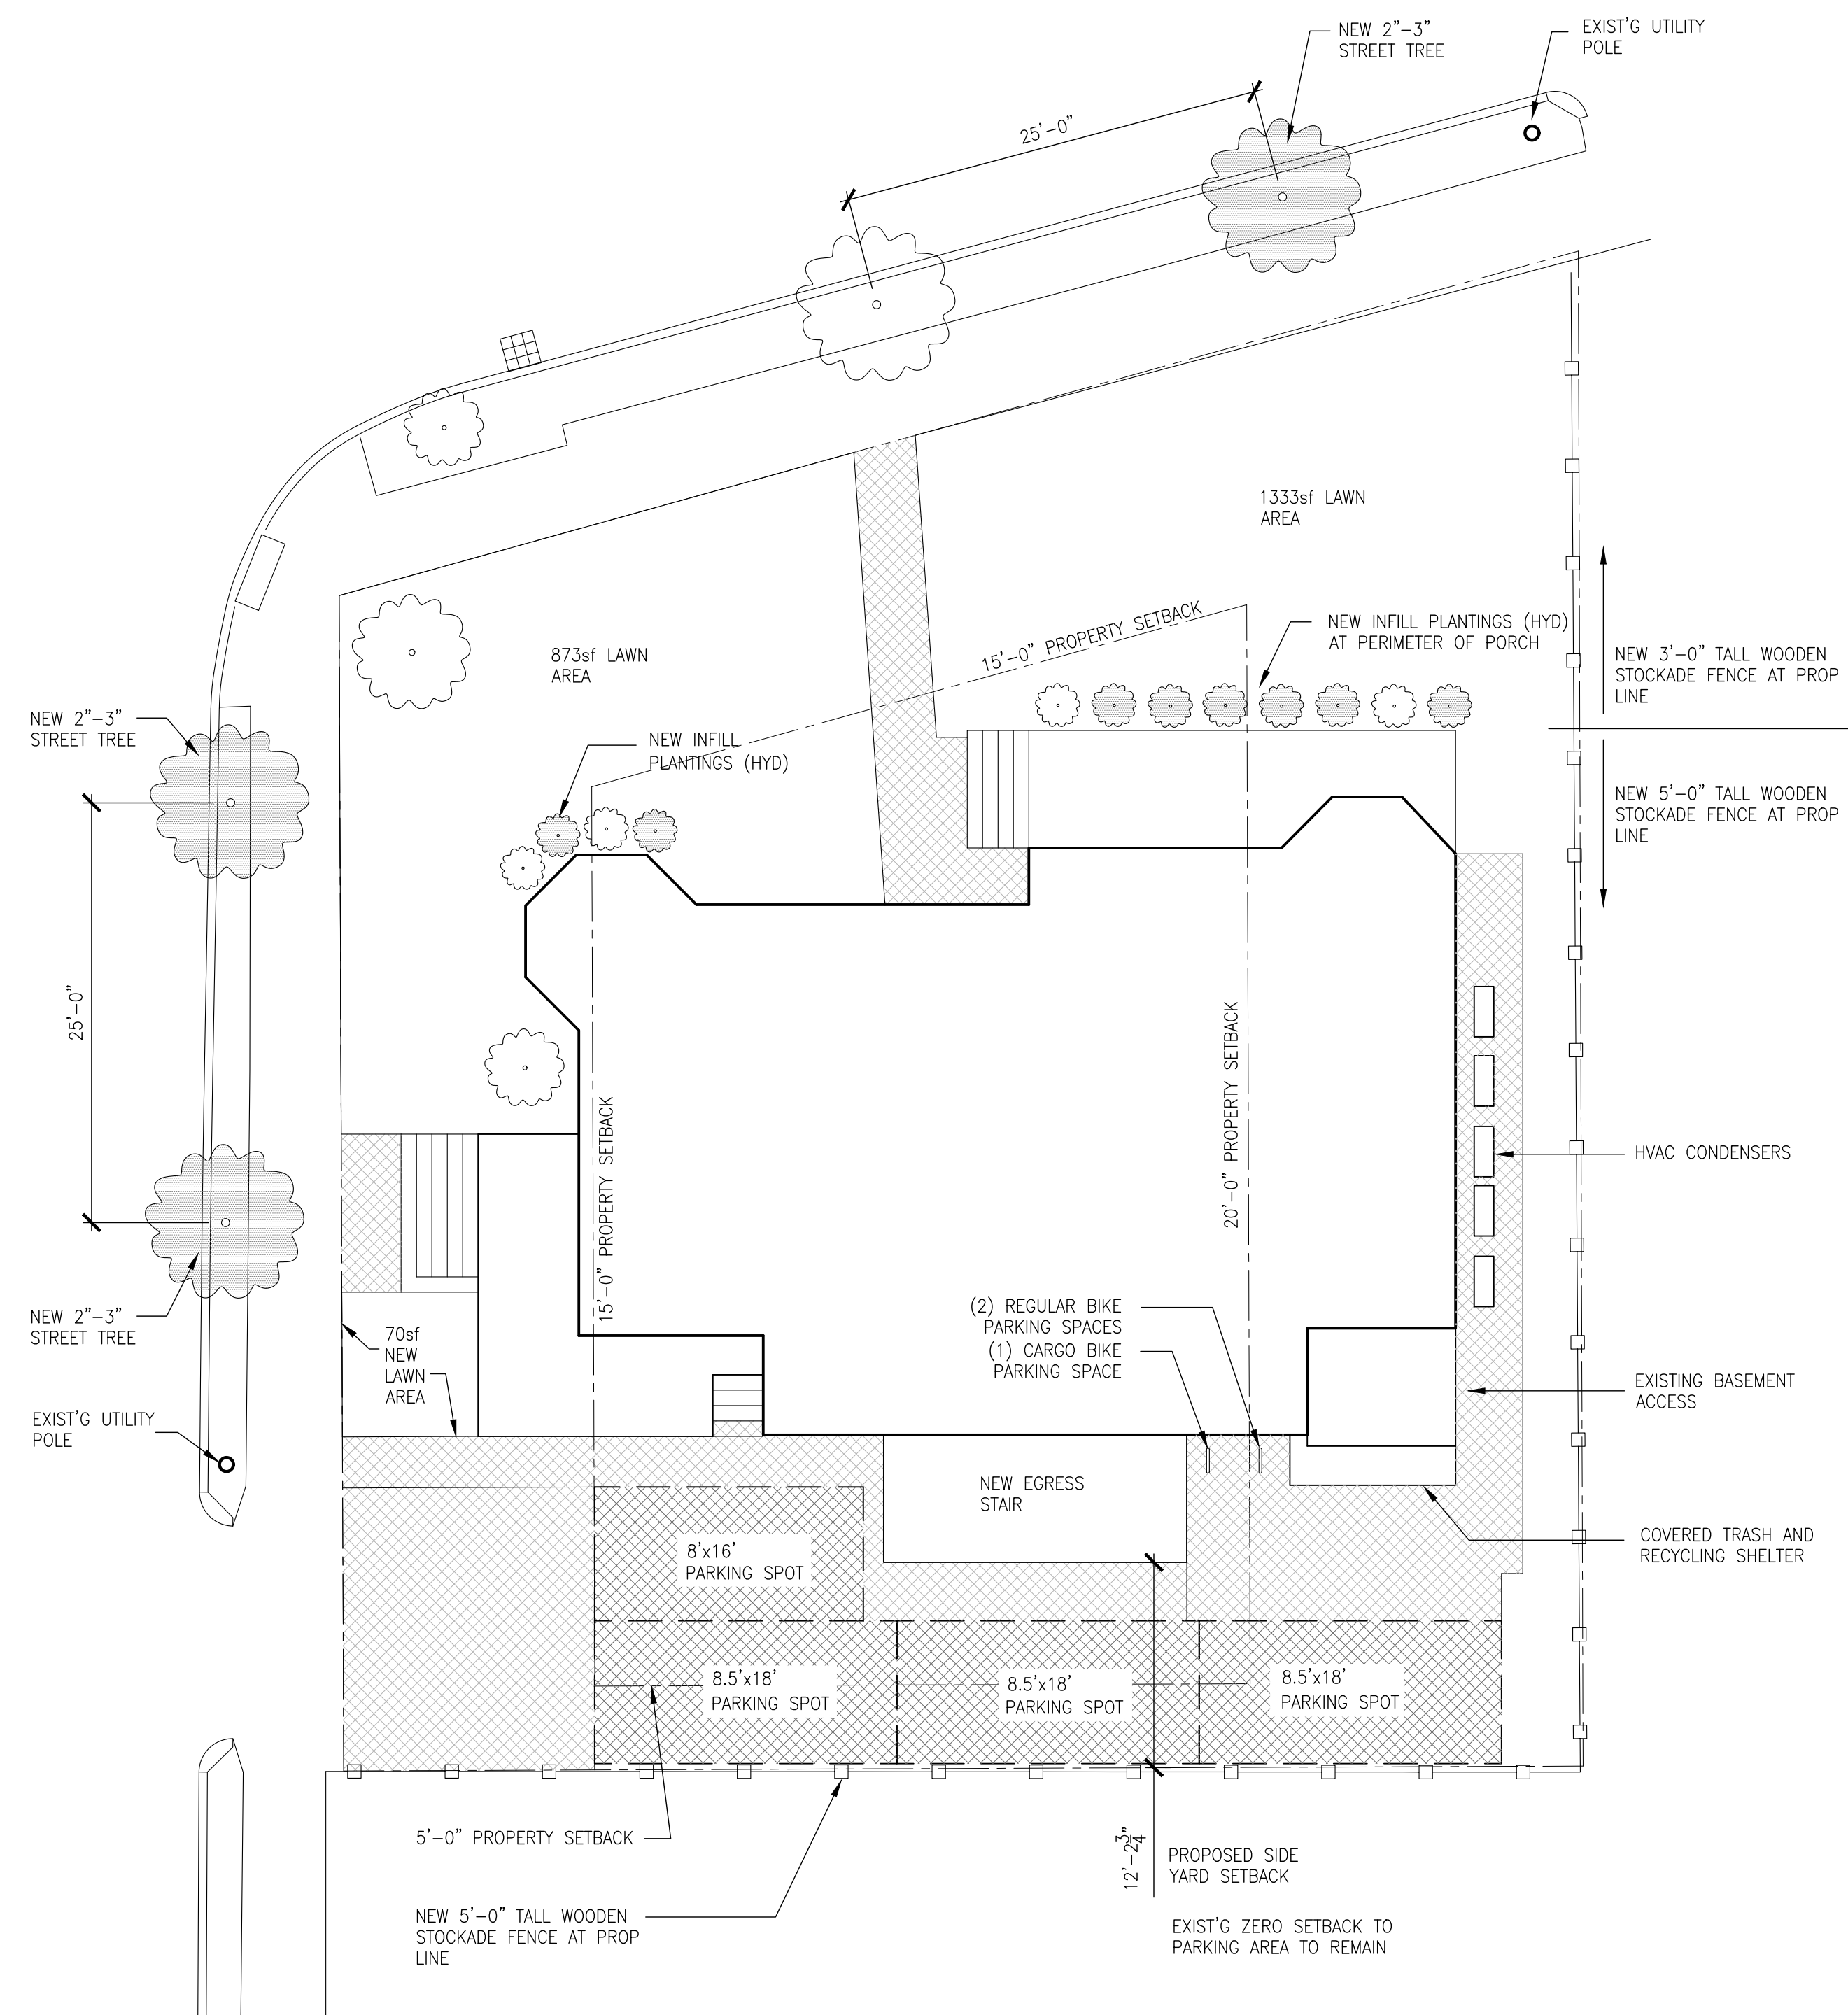 NEW 2"-3"
STREET TREE
EXIST'G UTILITY
POLE
25'-0"
1333sf LAWN
AREA
15'-0" PROPERTY SETBACK
NEW INFILL PLANTINGS (HYD)
AT PERIMETER OF PORCH
NEW 3'-0" TALL WOODEN
STOCKADE FENCE AT PROP
LINE
873sf LAWN
AREA
NEW 2"-3"
STREET TREE
NEW INFILL
PLANTINGS (HYD)
NEW 5'-0" TALL WOODEN
STOCKADE FENCE AT PROP
LINE
25'-0"
15'-0" PROPERTY SETBACK
20'-0" PROPERTY SETBACK
HVAC CONDENSERS
NEW 2"-3"
STREET TREE
70sf
NEW
LAWN
AREA
(2) REGULAR BIKE
PARKING SPACES
(1) CARGO BIKE
PARKING SPACE
EXISTING BASEMENT
ACCESS
EXIST'G UTILITY
POLE
NEW EGRESS
STAIR
COVERED TRASH AND
RECYCLING SHELTER
8'x16'
PARKING SPOT
8.5'x18'
PARKING SPOT
8.5'x18'
PARKING SPOT
8.5'x18'
PARKING SPOT
5'-0" PROPERTY SETBACK
12'-2 3/4"
PROPOSED SIDE
YARD SETBACK
NEW 5'-0" TALL WOODEN
STOCKADE FENCE AT PROP
LINE
EXIST'G ZERO SETBACK TO
PARKING AREA TO REMAIN